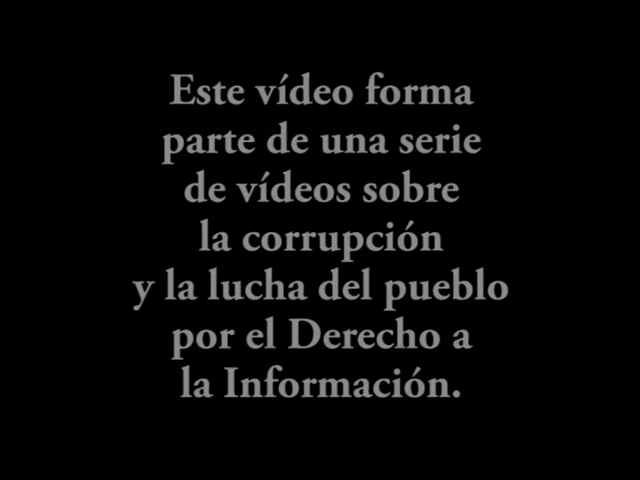 Este vídeo forma
parte de una serie
de vídeos sobre
la corrupción
y la lucha del pueblo
por el Derecho a
la Información.